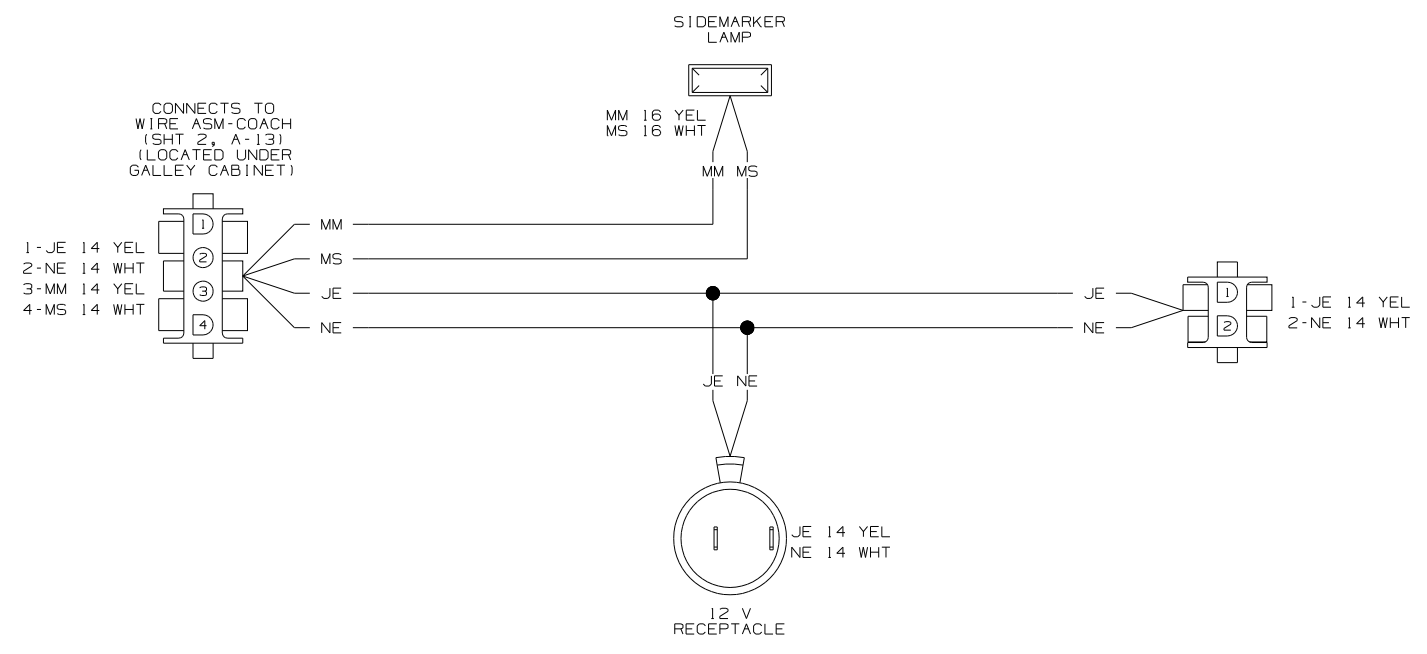 SIDEMARKER
LAMP
CONNECTS TO
WIRE ASM-COACH
(SHT 2, A-13)
(LOCATED UNDER
GALLEY CABINET)
MM 16 YEL
MS 16 WHT
MM MS
1
2
3
4
1-JE 14 YEL
2-NE 14 WHT
3-MM 14 YEL
4-MS 14 WHT
MM
MS
JE
NE
JE
NE
1
2
1-JE 14 YEL
2-NE 14 WHT
JE NE
JE 14 YEL
NE 14 WHT
12 V
RECEPTACLE